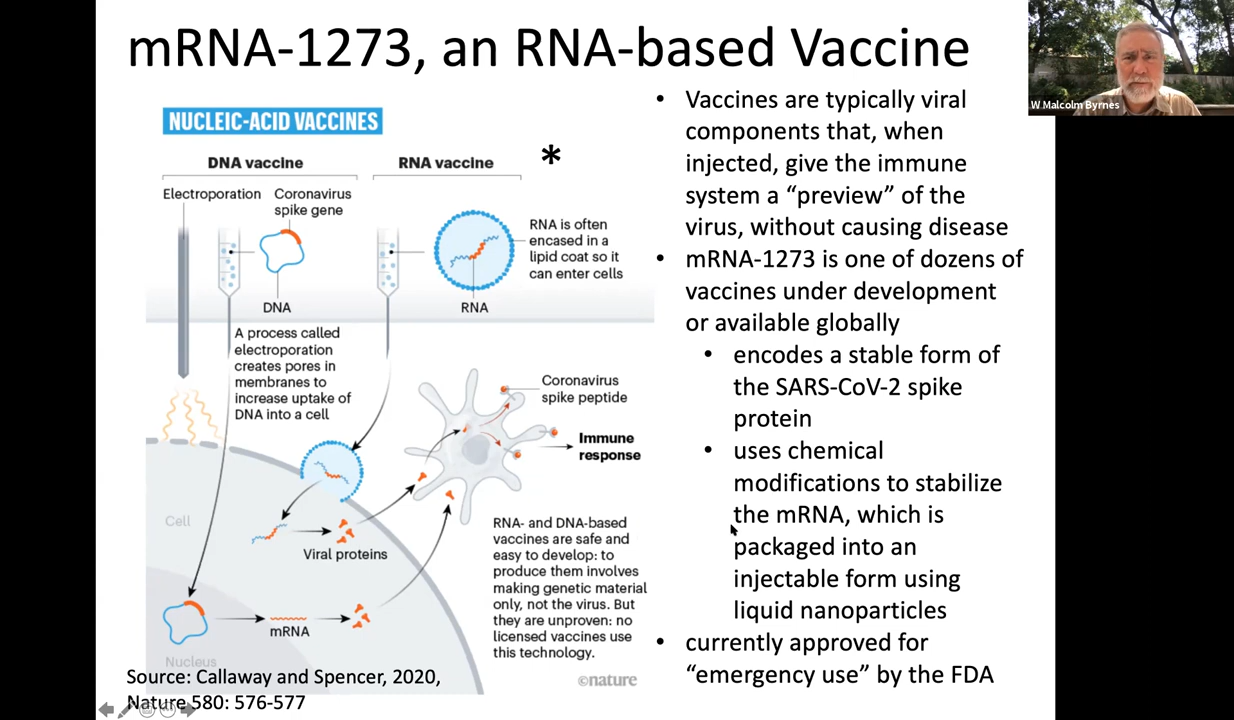 mRNA-1273, an RNA-based Vaccine
W Malcolm Byrnes
NUCLEIC-ACID VACCINES
DNA vaccine
RNA vaccine
*
Electroporation
Coronavirus
spike gene
DNA
RNA is often
encased in a
lipid coat so it
can enter cells
RNA
A process called
electroporation
creates pores in
membranes to
increase uptake of
DNA into a cell
Coronavirus
spike peptide
Immune
response
Cell
Viral proteins
mRNA
Nucleus
RNA- and DNA-based
vaccines are safe and
easy to develop: to
produce them involves
making genetic material
only, not the virus. But
they are unproven: no
licensed vaccines use
this technology.
©nature
Source: Callaway and Spencer, 2020,
Nature 580: 576-577
• Vaccines are typically viral
components that, when
injected, give the immune
system a “preview” of the
virus, without causing disease
• mRNA-1273 is one of dozens of
vaccines under development
or available globally
• encodes a stable form of
the SARS-CoV-2 spike
protein
• uses chemical
modifications to stabilize
the mRNA, which is
packaged into an
injectable form using
liquid nanoparticles
• currently approved for
“emergency use” by the FDA